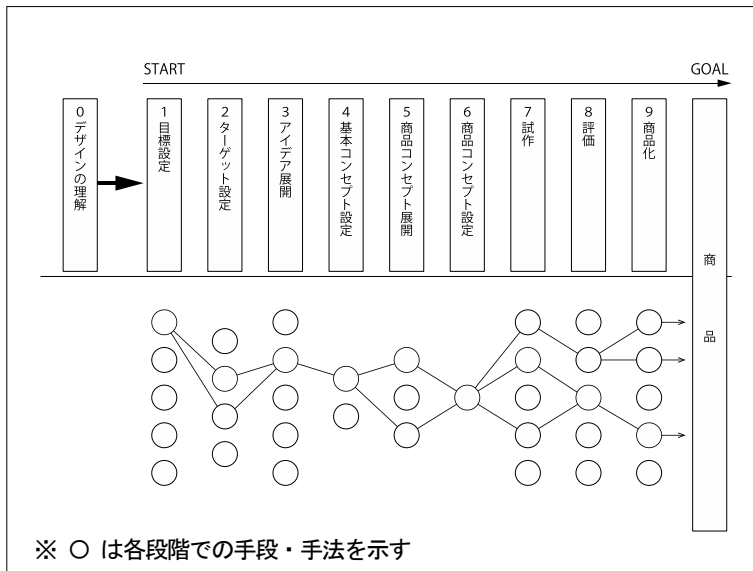 START
GOAL
0デザインの理解
1目標設定
2ターゲット設定
3アイデア展開
4基本コンセプト設定
5商品コンセプト展開
6商品コンセプト設定
7試作
8評価
9商品化
商品
※ ○ は各段階での手段・手法を示す